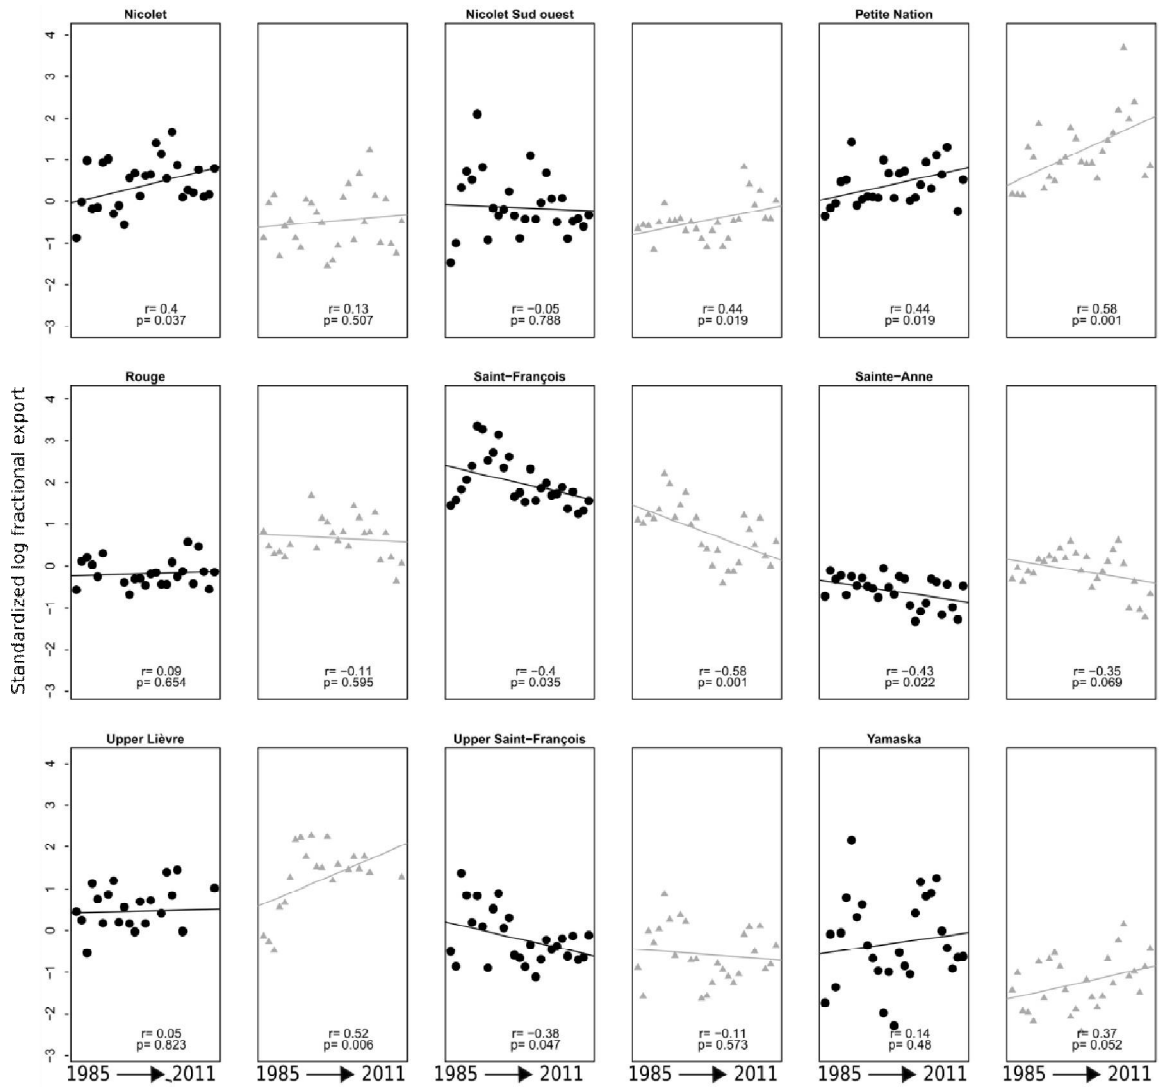 Nicolet
Nicolet Sud ouest
Petite Nation
4
3
2
1
0
−1
−2
−3
r= 0.4
p= 0.037
r= 0.13
p= 0.507
r= −0.05
p= 0.788
r= 0.44
p= 0.019
r= 0.44
p= 0.019
r= 0.58
p= 0.001
Standardized log fractional export
Rouge
Saint−François
Sainte−Anne
4
3
2
1
0
−1
−2
−3
r= 0.09
p= 0.654
r= −0.11
p= 0.595
r= −0.4
p= 0.035
r= −0.58
p= 0.001
r= −0.43
p= 0.022
r= −0.35
p= 0.069
Upper Lièvre
Upper Saint−François
Yamaska
4
3
2
1
0
−1
−2
−3
r= 0.05
p= 0.823
r= 0.52
p= 0.006
r= −0.38
p= 0.047
r= −0.11
p= 0.573
r= 0.14
p= 0.48
r= 0.37
p= 0.052
1985 2011
1985 2011
1985 2011
1985 2011
1985 2011
1985 2011